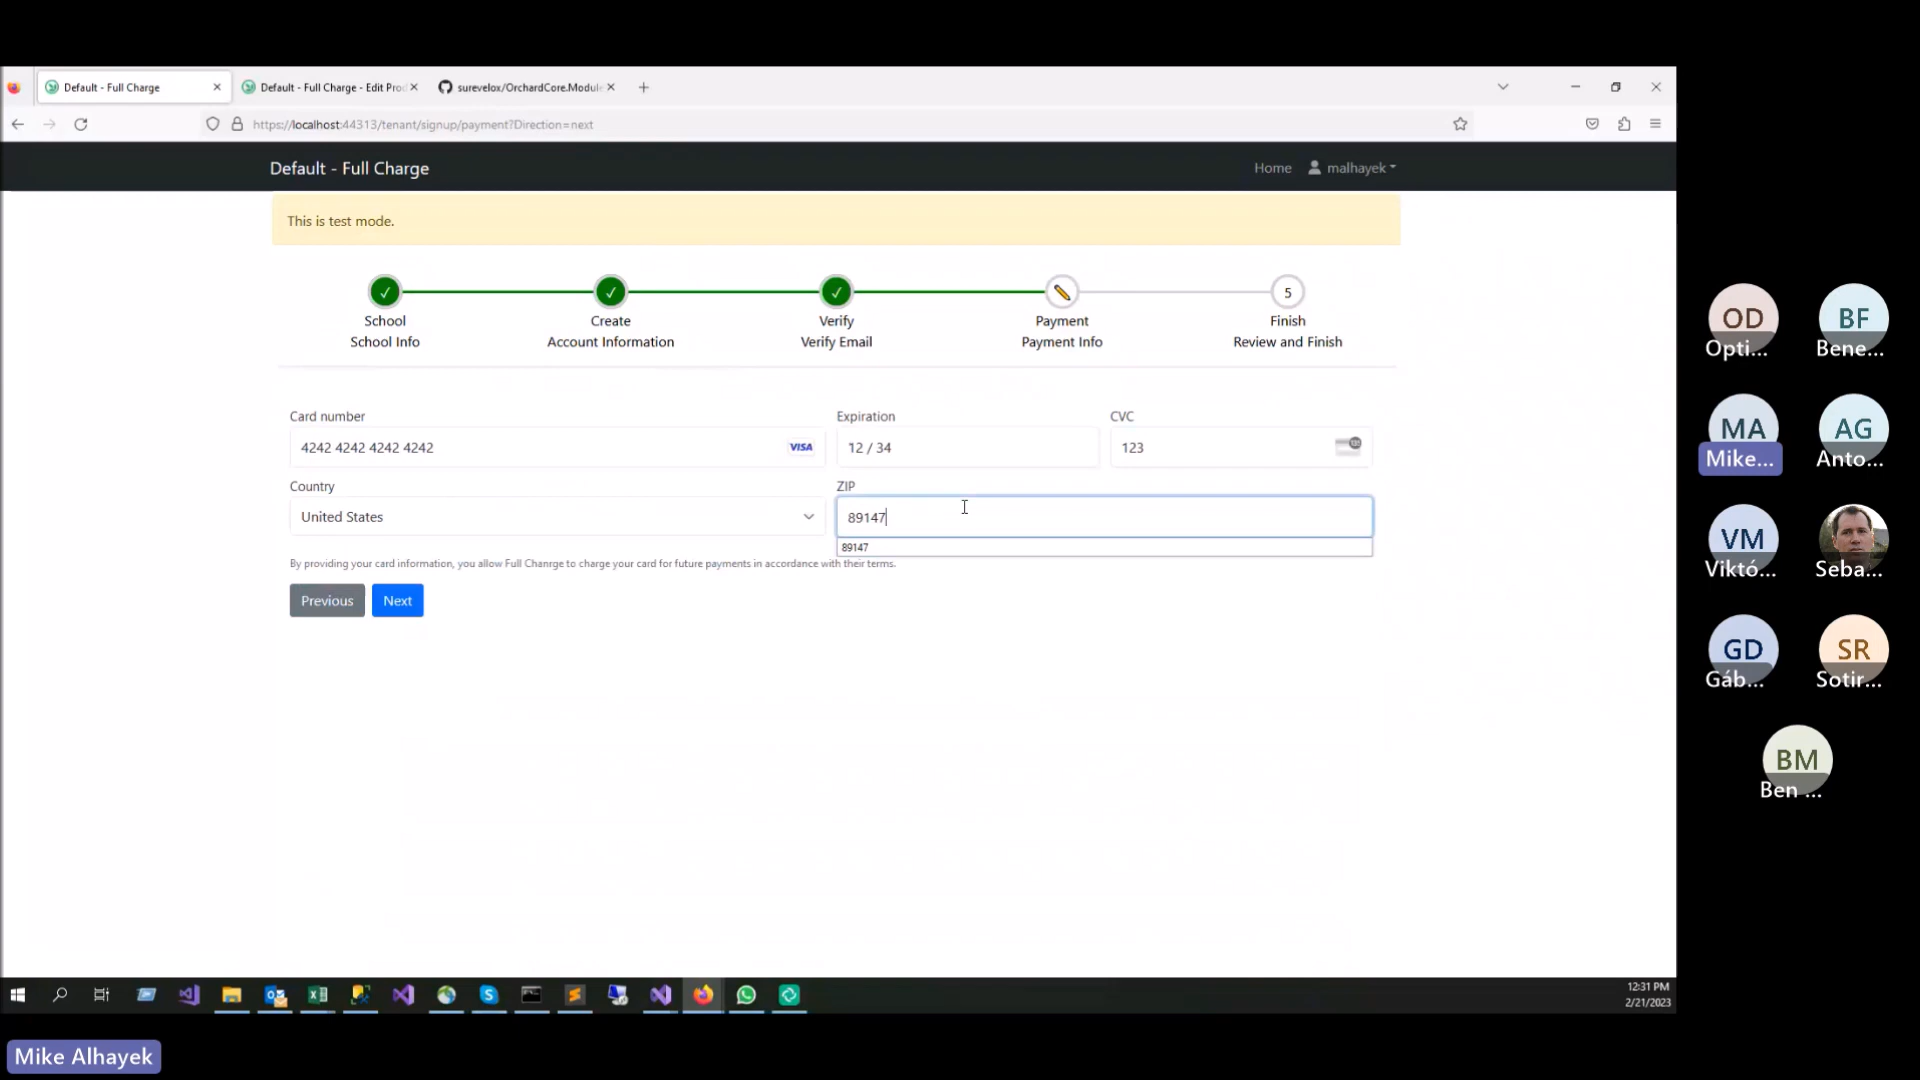 Default - Full Charge
Default - Full Charge - Edit Pro
surevelox/OrchardCore.Module
https://localhost:44313/tenant/signup/payment?Direction=next
Default - Full Charge
Home
malhayek
This is test mode.
5
School
School Info
Create
Account Information
Verify
Verify Email
Payment
Payment Info
Finish
Review and Finish
Card number
Expiration
CVC
4242 4242 4242 4242
VISA
12 / 34
123
Country
ZIP
United States
89147
89147
By providing your card information, you allow Full Chanrge to charge your card for future payments in accordance with their terms.
Previous
Next
OD
Opti...
BF
Bene...
MA
Mike...
AG
Anto...
VM
Viktó...
Seba...
GD
Gáb...
SR
Sotir...
BM
Ben ...
12:31 PM
2/21/2023
Mike Alhayek